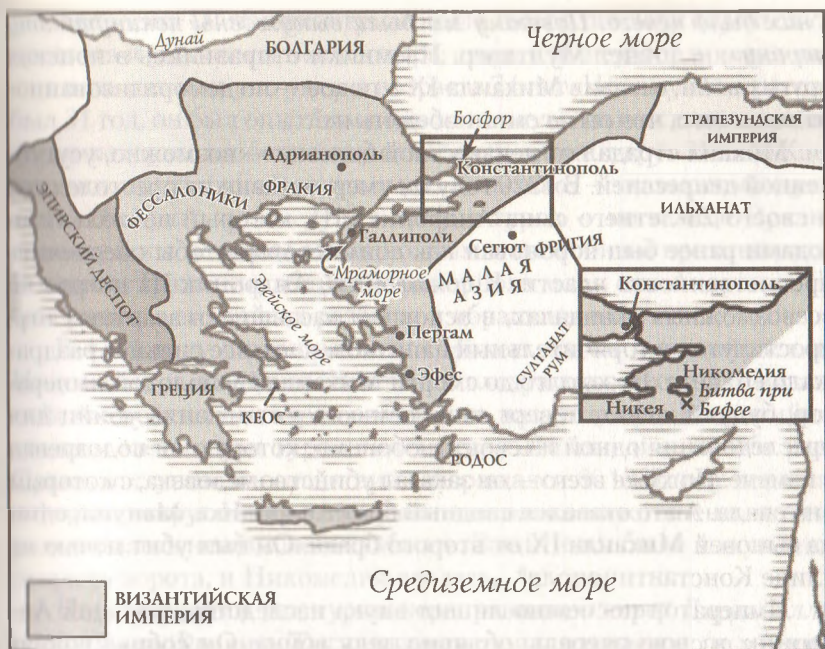 Дунай
БОЛГАРИЯ
Черное море
Босфор
ТРАПЕЗУНДСКАЯ
ИМПЕРИЯ
Адрианополь
ФРАКИЯ
Константинополь
ФЕССАЛОНИКИ
ЭПИРСКИЙ ДЕСПОТ.
Галлиполи
ИЛЬХАНАТ
Сегют
ФРИГИЯ
Мраморное
море
МАЛАЯ
АЗИЯ
Эгейское море
Пергам
Эфес
СУЛТАНАТ
РУМ
ГРЕЦИЯ
КЕОС
РОДОС
Константинополь
Никомедия
Битва при
Бафее
Никея
Средиземное море
ВИЗАНТИЙСКАЯ
ИМПЕРИЯ